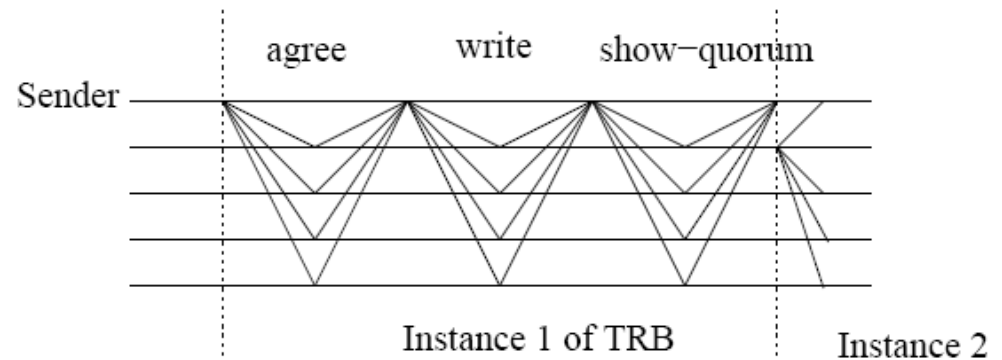 agree write show−quorum
Sender
Instance 1 of TRB
Instance 2